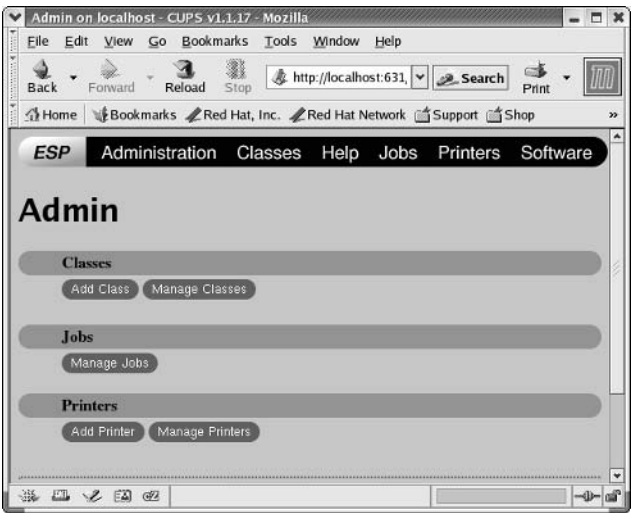 Admin on localhost - CUPS v1.1.17 - Mozilla
File Edit View Go Bookmarks Tools Window Help
Back Forward Reload Stop http://localhost:631, Search Print
Home Bookmarks Red Hat, Inc. Red Hat Network Support Shop »
ESP Administration Classes Help Jobs Printers Software
Admin
Classes
Add Class Manage Classes
Jobs
Manage Jobs
Printers
Add Printer Manage Printers